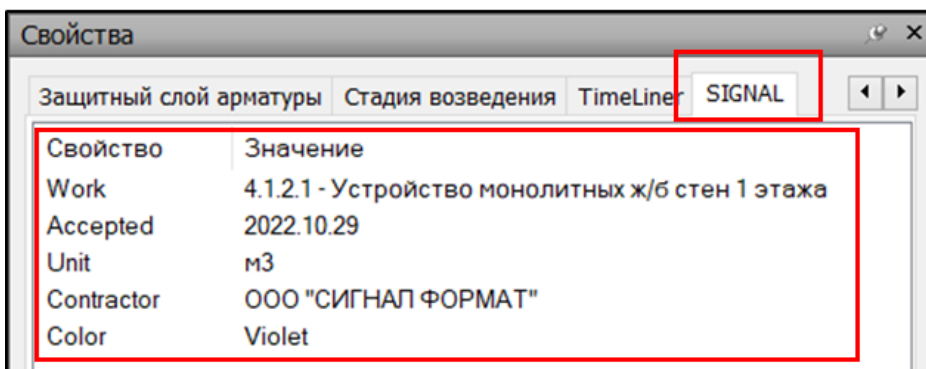 Свойства
Защитный слой арматуры Стадия возведения TimeLiner SIGNAL
Свойство Значение
Work 4.1.2.1 - Устройство монолитных ж/б стен 1 этажа
Accepted 2022.10.29
Unit м3
Contractor ООО "СИГНАЛ ФОРМАТ"
Color Violet